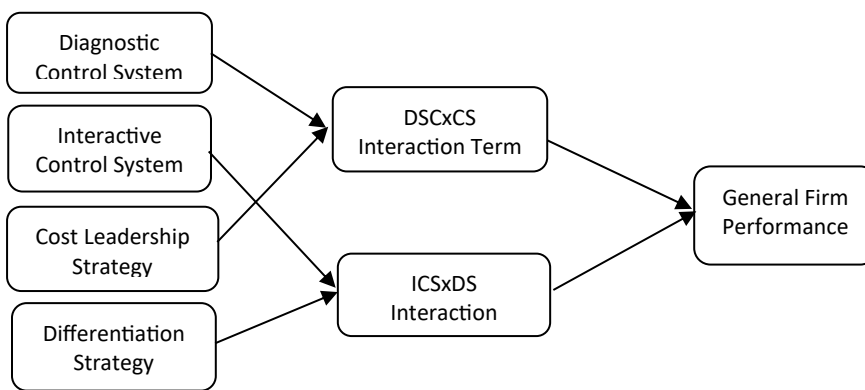 Diagnostic
Control System
Interactive
Control System
Cost Leadership
Strategy
Differentiation
Strategy
DSCxCS
Interaction Term
ICSxDS
Interaction
General Firm
Performance